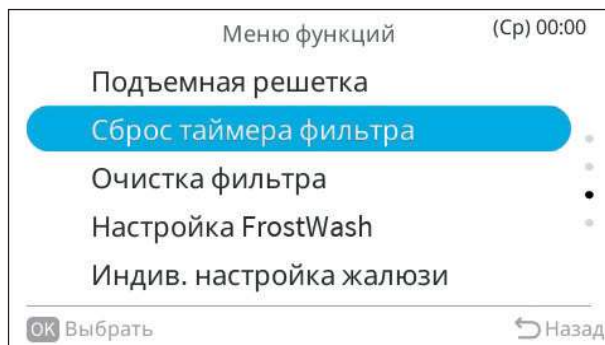 Меню функций (Ср) 00:00
Подъемная решетка
Сброс таймера фильтра
Очистка фильтра
Настройка FrostWash
Индив. настройка жалюзи
OK Выбрать Назад